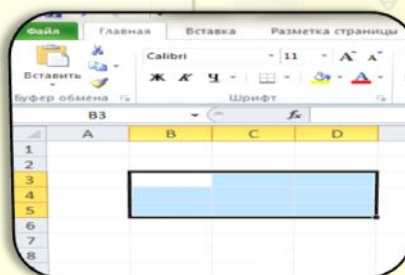 Файл Главная Вставка Разметка страницы
Calibri 11 A A
Вставить Ж К Ч
Буфер обмена Шрифт
B3 fx
A B C D
1
2
3
4
5
6
7
8